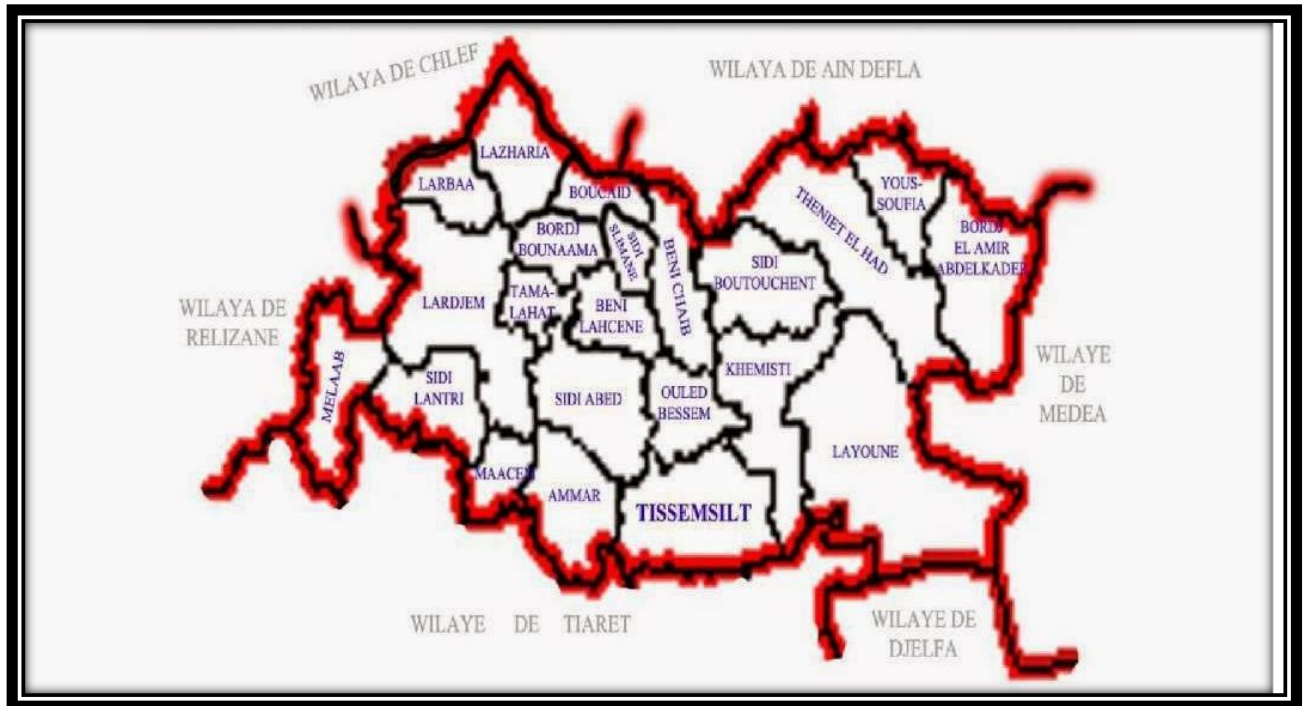 WILAYA DE CHLEF
WILAYA DE AIN DEFLA
LAZHARIA
LARBAA
BOUCAID
YOUS-
SOUFIA
THENIET EL HAD
BORDJ
EL AMIR
ABDELKADER
BORDJ
BOUNAAMA
SIDI
SLIMANE
BENI CHAIB
SIDI
BOUTOUCHENT
WILAYA DE
RELIZANE
LARDJEM
TAMA-
LAHAT
BENI
LAHCENE
MELAAB
SIDI
LANTRI
SIDI ABED
OULED
BESSEM
KHEMISTI
WILAYE
DE
MEDEA
LAYOUNE
MAACEM
AMMAR
TISSEMSILT
WILAYE DE TIARET
WILAYE DE
DJELFA